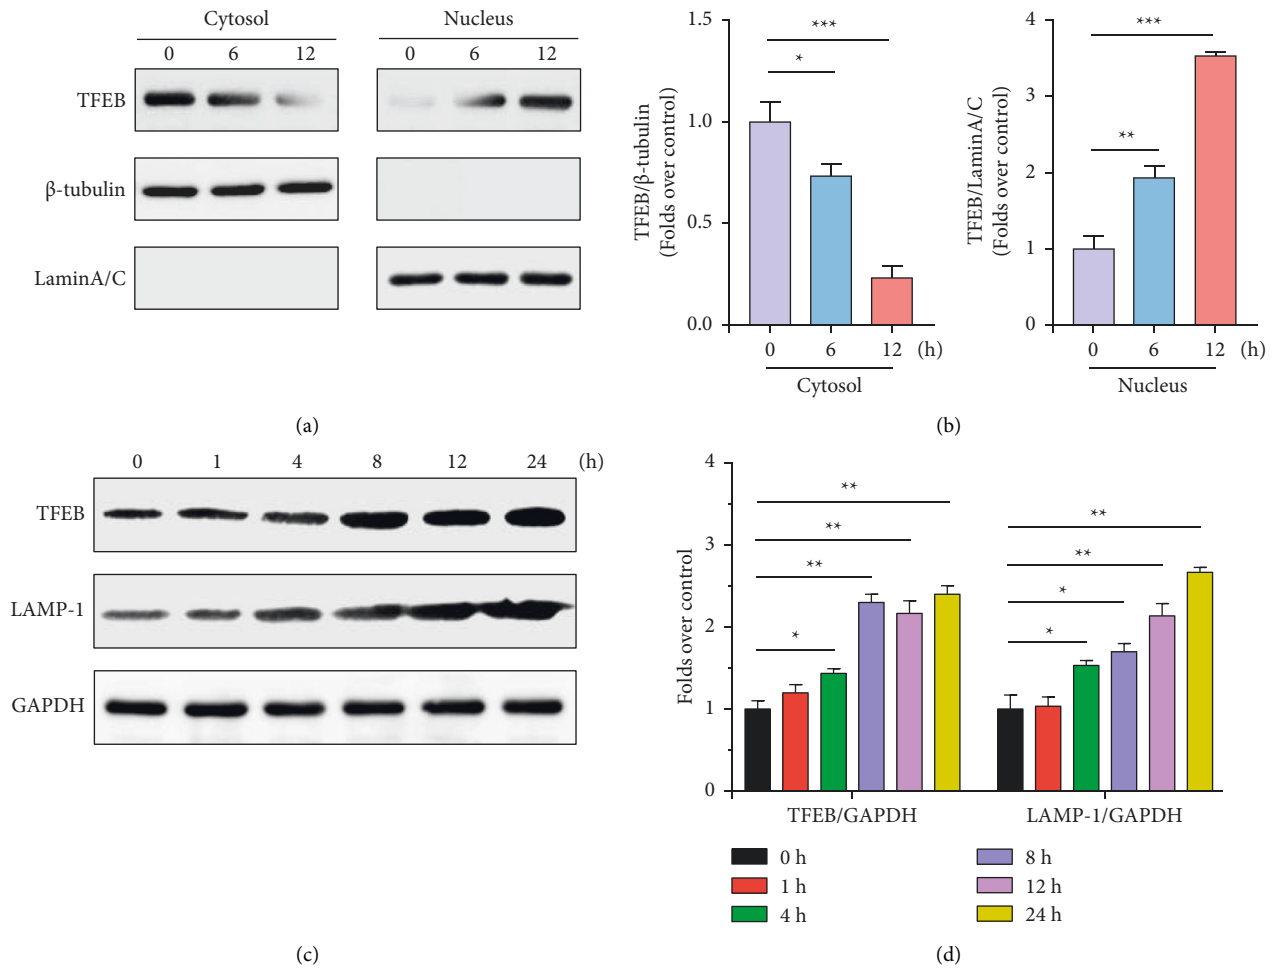 Cytosol Nucleus
0 6 12 0 6 12
TFEB
β-tubulin
LaminA/C
(a)
TFEB/β-tubulin
(Folds over control)
1.5
1.0
0.5
0.0
***
*
0 6 12 (h)
Cytosol
TFEB/LaminA/C
(Folds over control)
4
3
2
1
0
***
**
0 6 12 (h)
Nucleus
(b)
0 1 4 8 12 24 (h)
TFEB
LAMP-1
GAPDH
(c)
Folds over control
4
3
2
1
0
**
**
**
*
**
**
*
*
TFEB/GAPDH LAMP-1/GAPDH
0 h 8 h
1 h 12 h
4 h 24 h
(d)